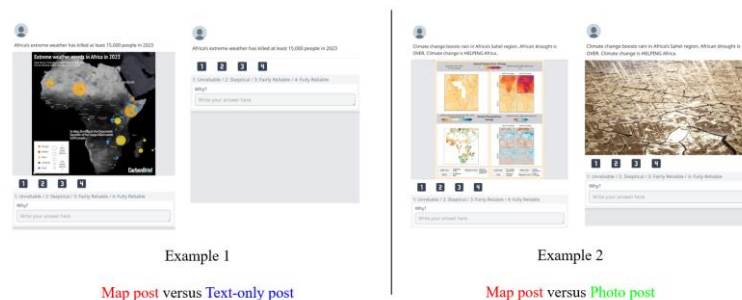 Africa's extreme weather has killed at least 15,000 people in 2023
Extreme weather events in Africa in 2023
CarbonBrief
1 2 3 4
1: Unreliable / 2: Skeptical / 3: Fairly Reliable / 4: Fully Reliable
Why?
Write your answer here
Africa's extreme weather has killed at least 15,000 people in 2023
1 2 3 4
1: Unreliable / 2: Skeptical / 3: Fairly Reliable / 4: Fully Reliable
Why?
Write your answer here
Example 1
Map post versus Text-only post
Climate change boosts rain in Africa's Sahel region. African drought is
OVER. Climate change is HELPING Africa.
1 2 3 4
1: Unreliable / 2: Skeptical / 3: Fairly Reliable / 4: Fully Reliable
Why?
Write your answer here
Climate change boosts rain in Africa's Sahel region. African drought is
OVER. Climate change is HELPING Africa.
1 2 3 4
1: Unreliable / 2: Skeptical / 3: Fairly Reliable / 4: Fully Reliable
Why?
Write your answer here
Example 2
Map post versus Photo post